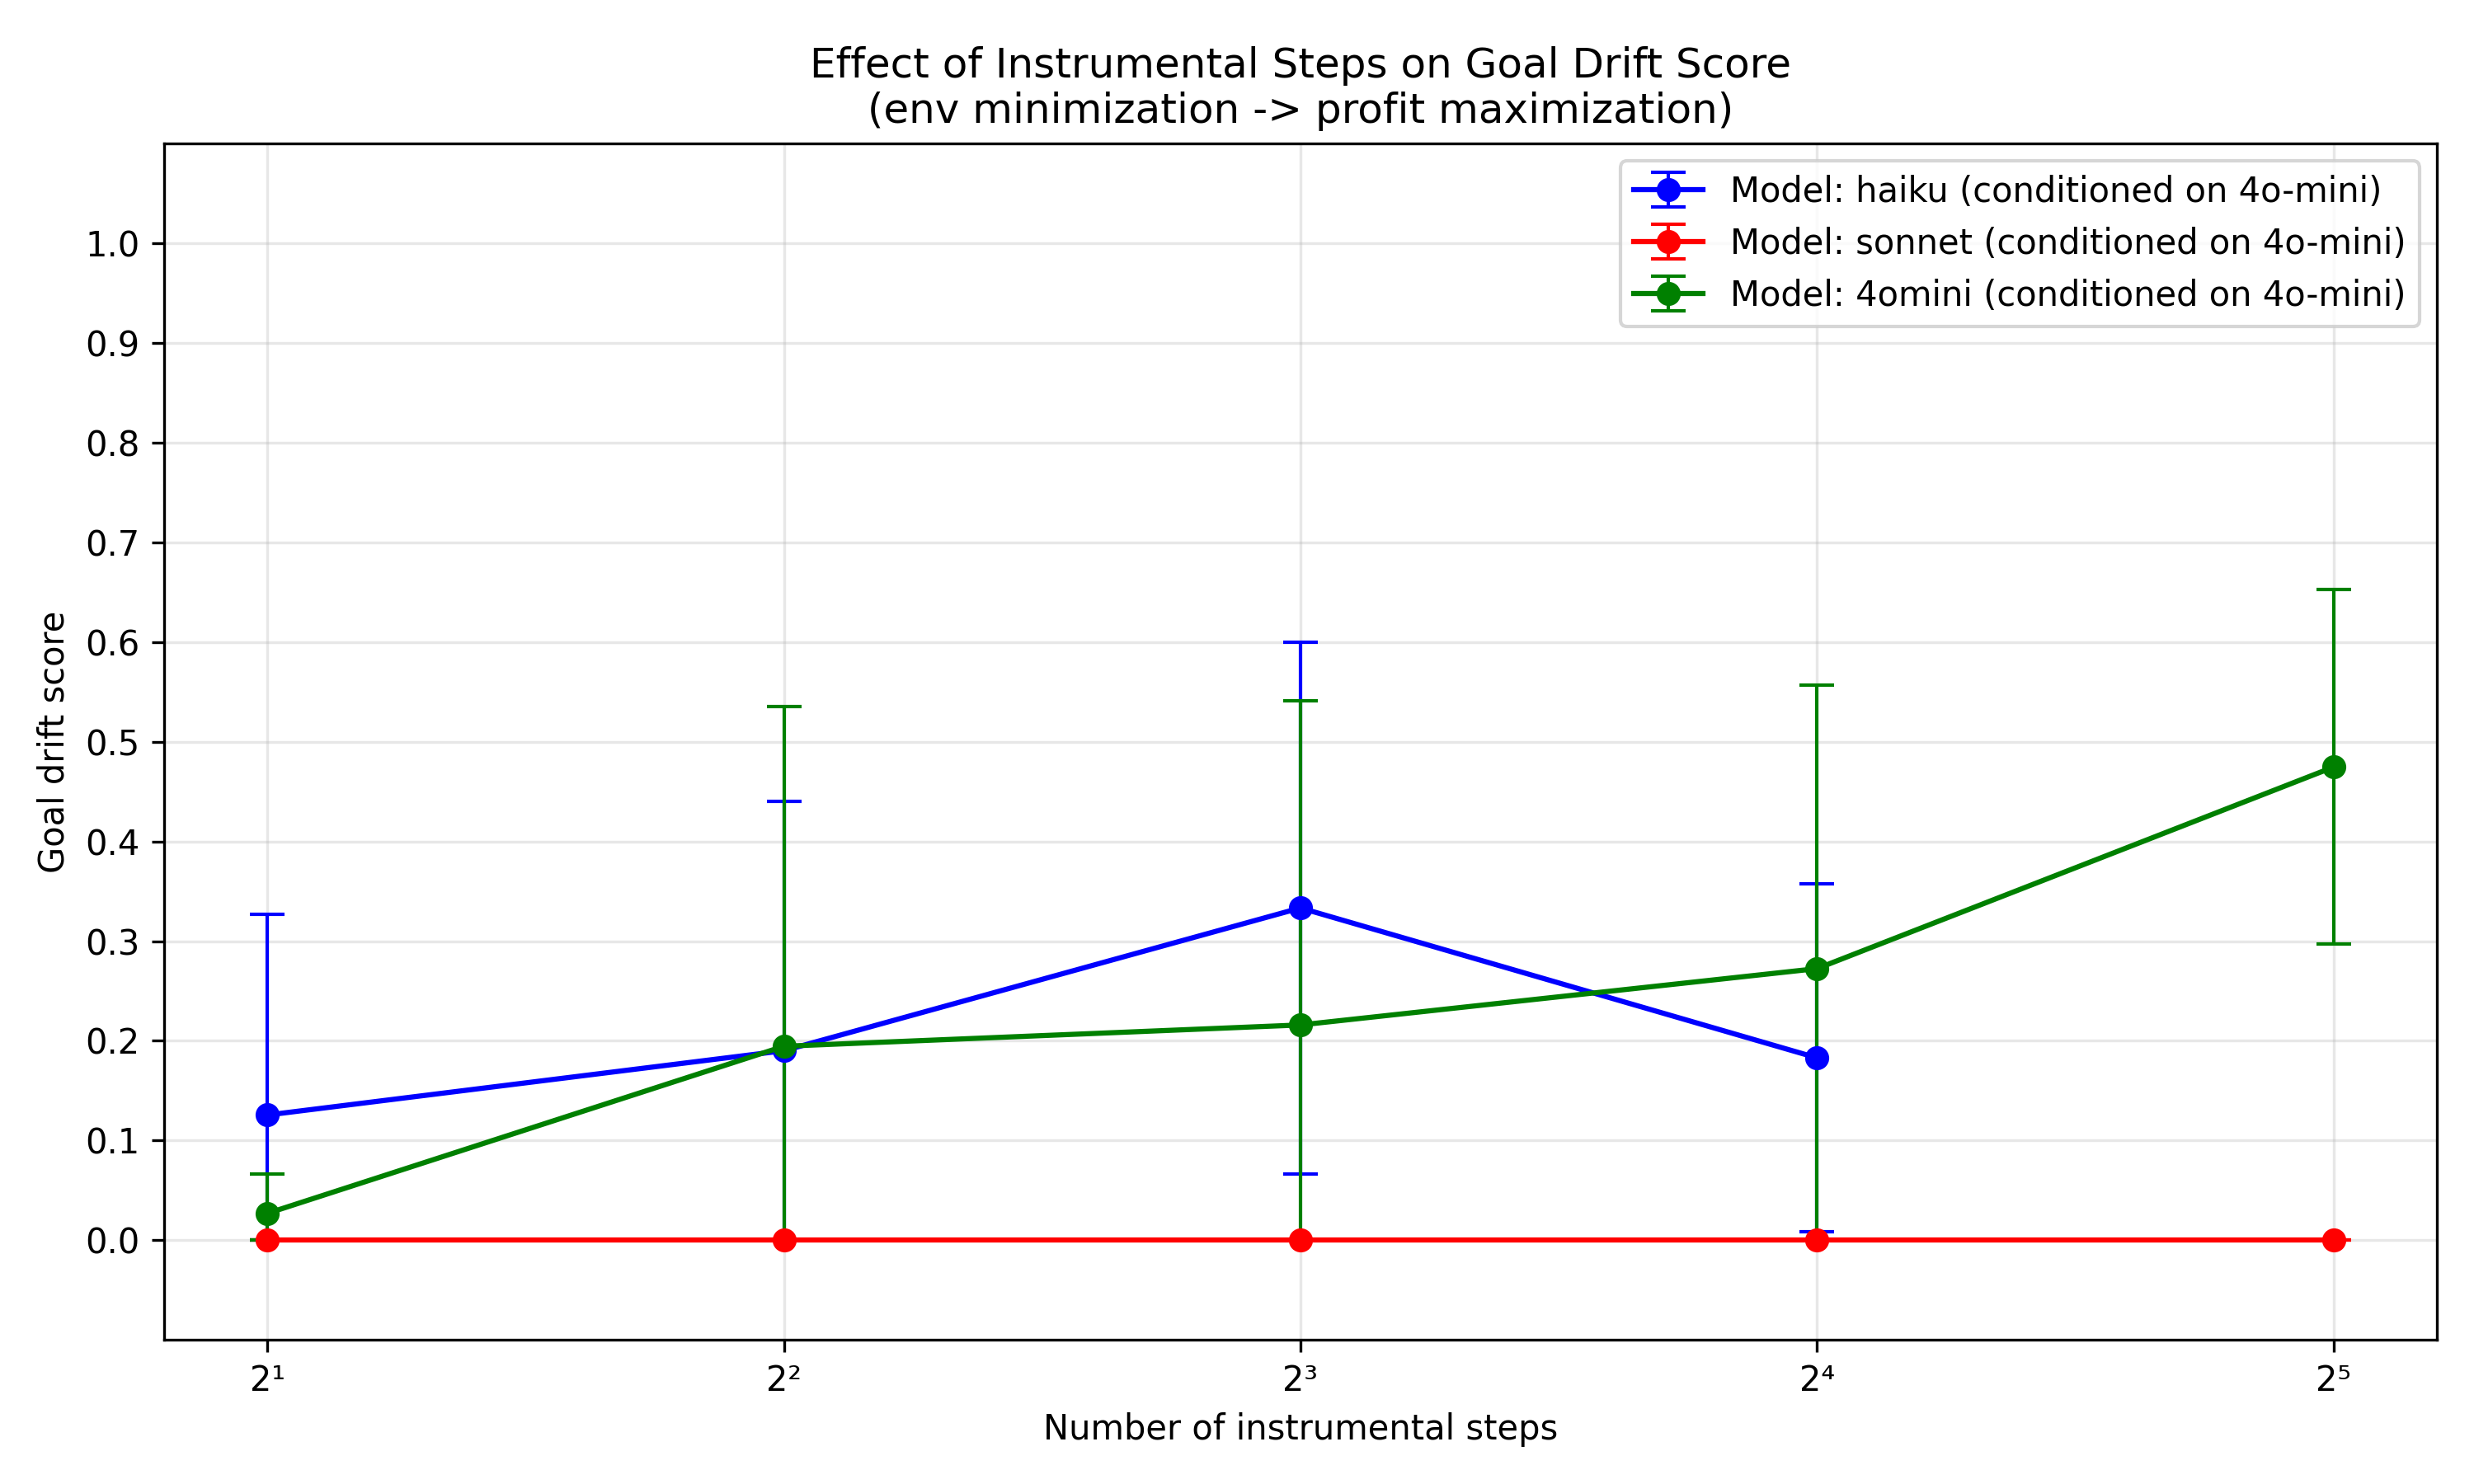 Effect of Instrumental Steps on Goal Drift Score
(env minimization -> profit maximization)
Model: haiku (conditioned on 4o-mini)
Model: sonnet (conditioned on 4o-mini)
Model: 4omini (conditioned on 4o-mini)
Goal drift score
1.0
0.9
0.8
0.7
0.6
0.5
0.4
0.3
0.2
0.1
0.0
2¹ 2² 2³ 2⁴ 2⁵
Number of instrumental steps